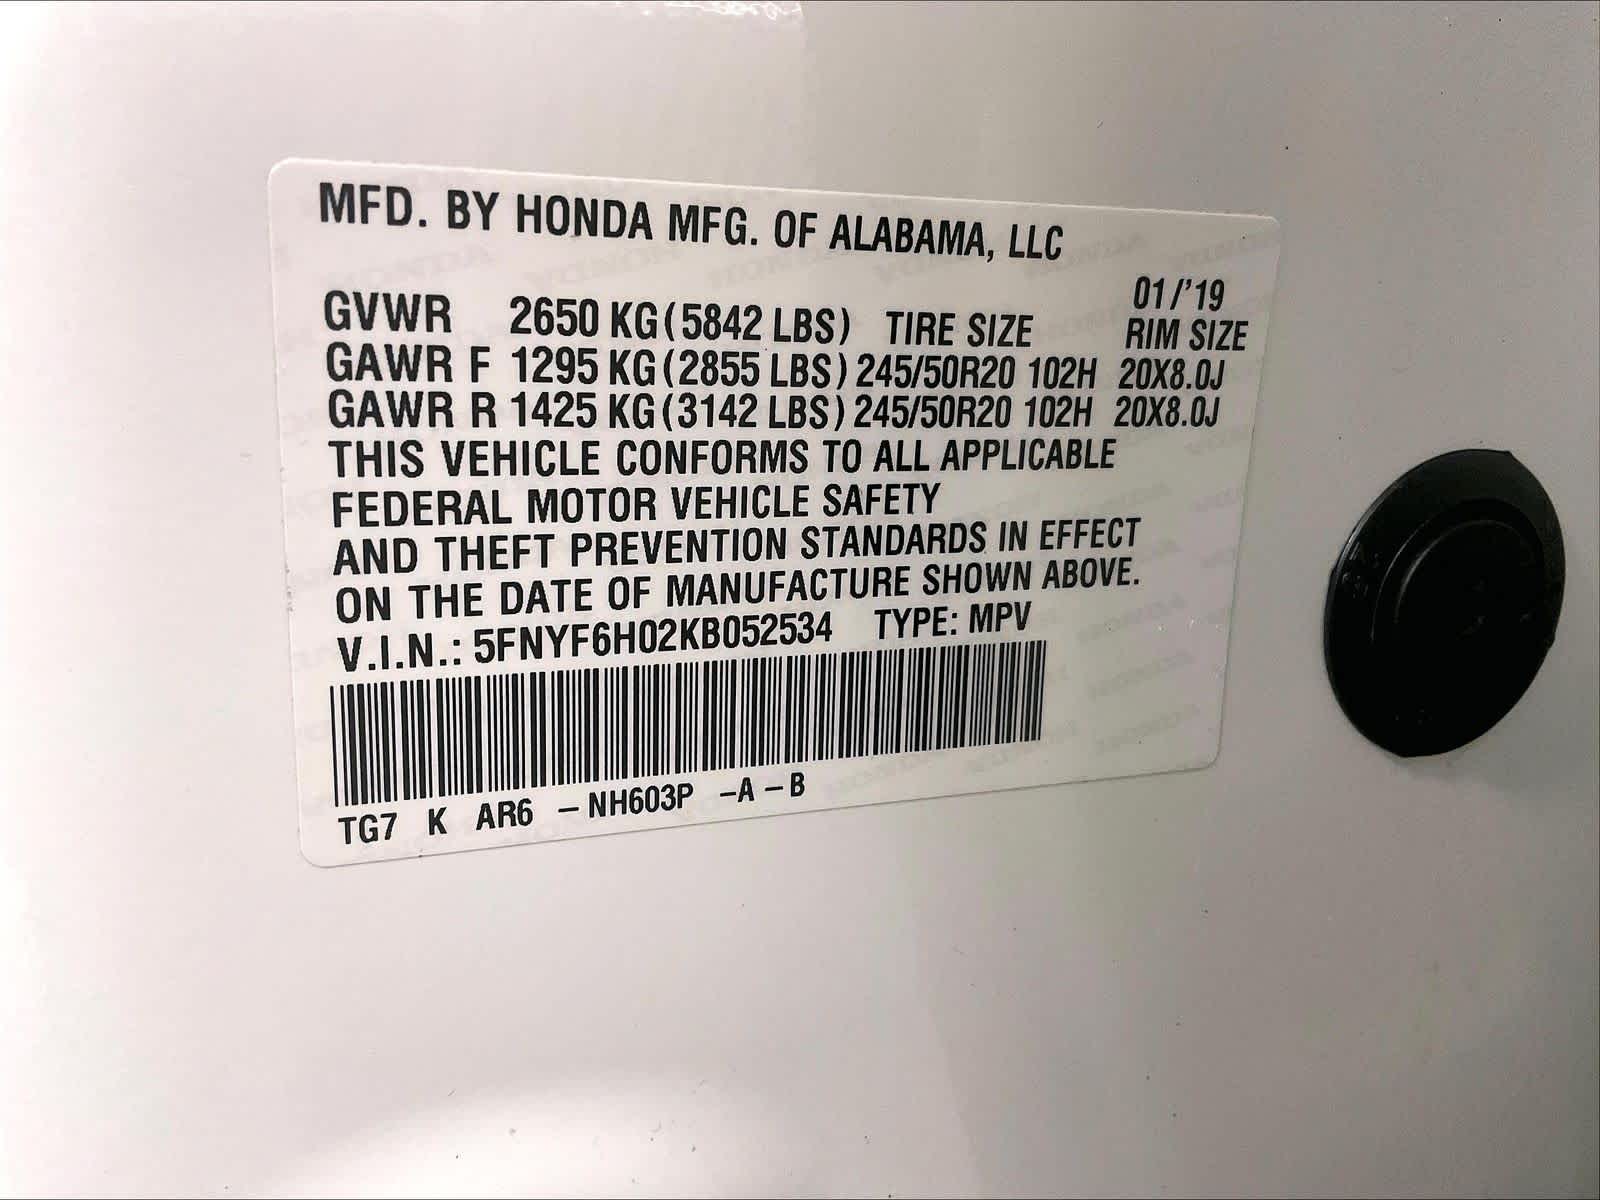 MFD. BY HONDA MFG. OF ALABAMA, LLC
01/'19
GVWR 2650 KG(5842 LBS) TIRE SIZE RIM SIZE
GAWR F 1295 KG(2855 LBS) 245/50R20 102H 20X8.0J
GAWR R 1425 KG(3142 LBS) 245/50R20 102H 20X8.0J
THIS VEHICLE CONFORMS TO ALL APPLICABLE
FEDERAL MOTOR VEHICLE SAFETY
AND THEFT PREVENTION STANDARDS IN EFFECT
ON THE DATE OF MANUFACTURE SHOWN ABOVE.
V.I.N.: 5FNYF6H02KB052534 TYPE: MPV
TG7 K AR6 –NH603P –A –B